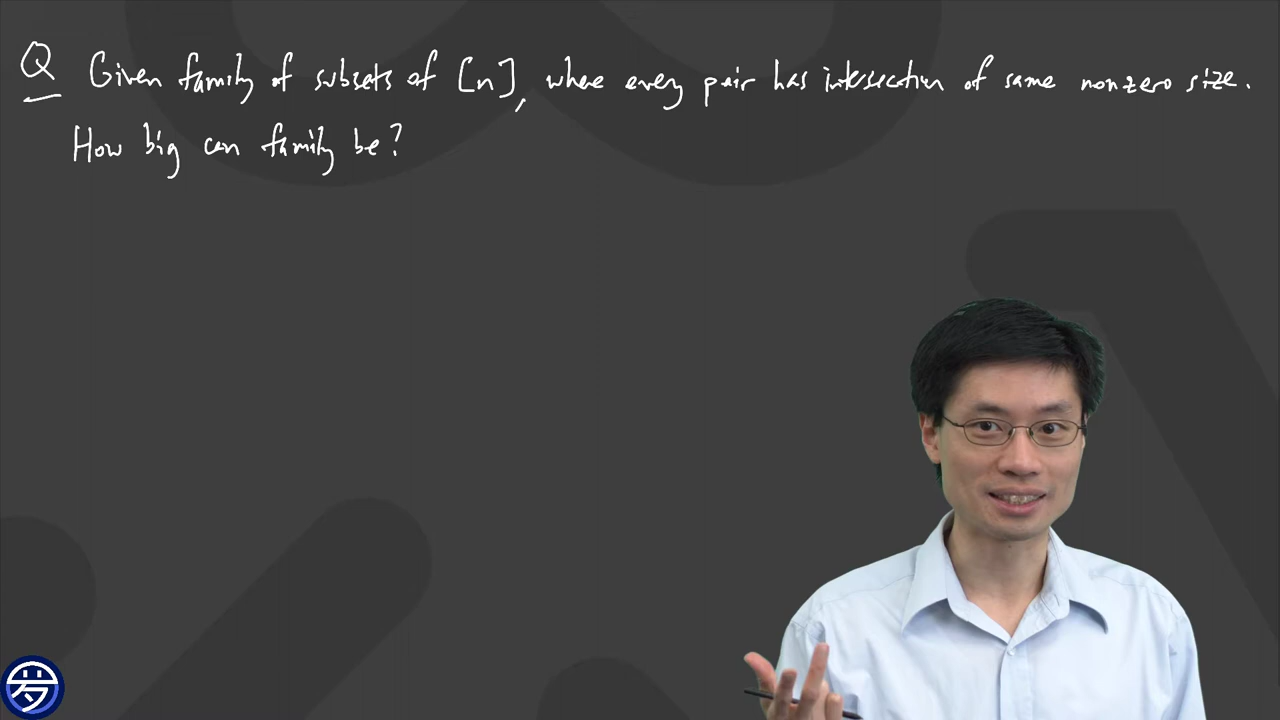 Q Given family of subsets of [n], where every pair has intersection of same nonzero size.
How big can family be?